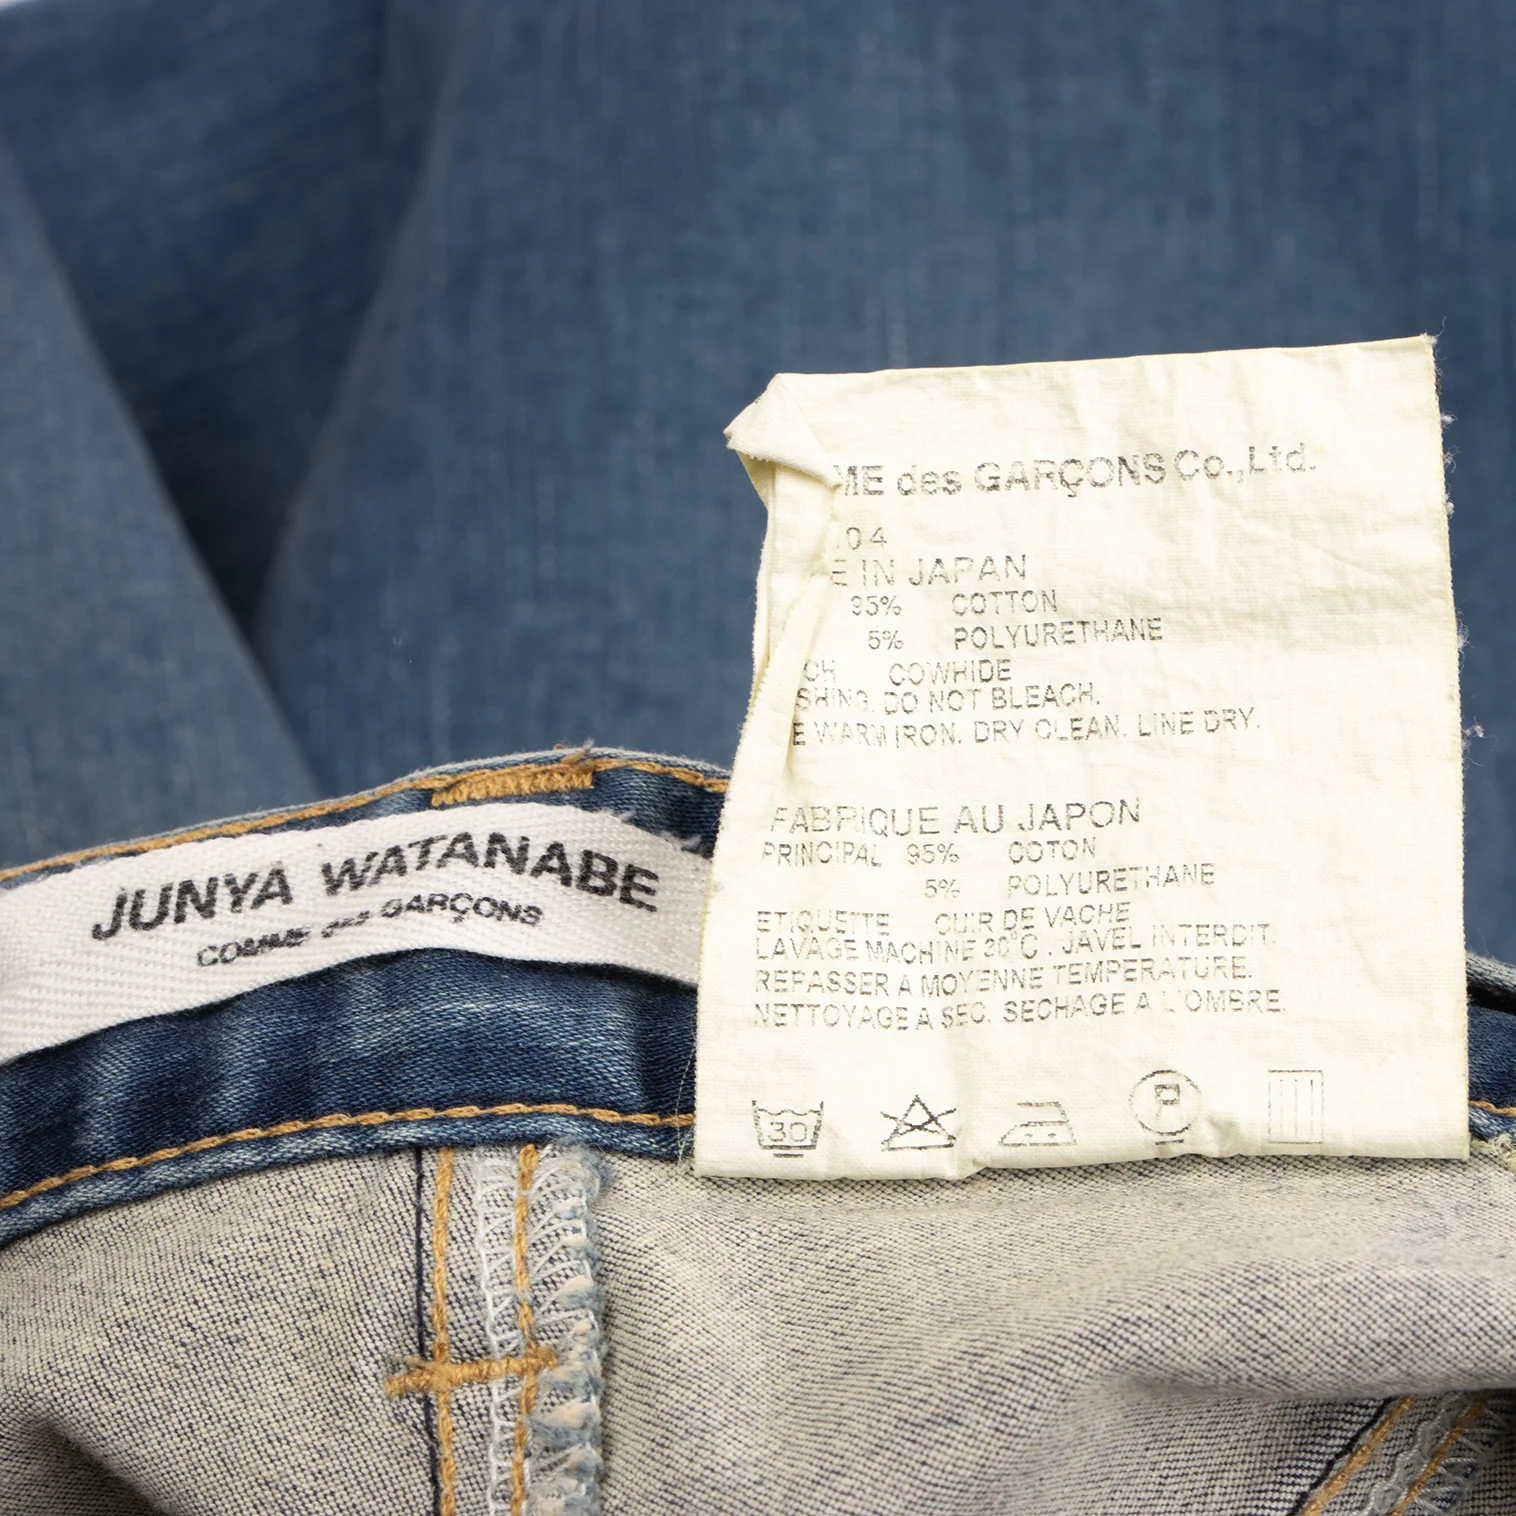 JUNYA WATANABE
COMME des GARÇONS
ME des GARÇONS Co.,Ltd.
.04
E IN JAPAN
95% COTTON
5% POLYURETHANE
CH COWHIDE
SHING. DO NOT BLEACH.
E WARM IRON. DRY CLEAN. LINE DRY.
FABRIQUE AU JAPON
PRINCIPAL 95% COTON
5% POLYURETHANE
ETIQUETTE CUIR DE VACHE
LAVAGE MACHINE 30°C. JAVEL INTERDIT.
REPASSER A MOYENNE TEMPERATURE.
NETTOYAGE A SEC. SECHAGE A L'OMBRE.
30 P